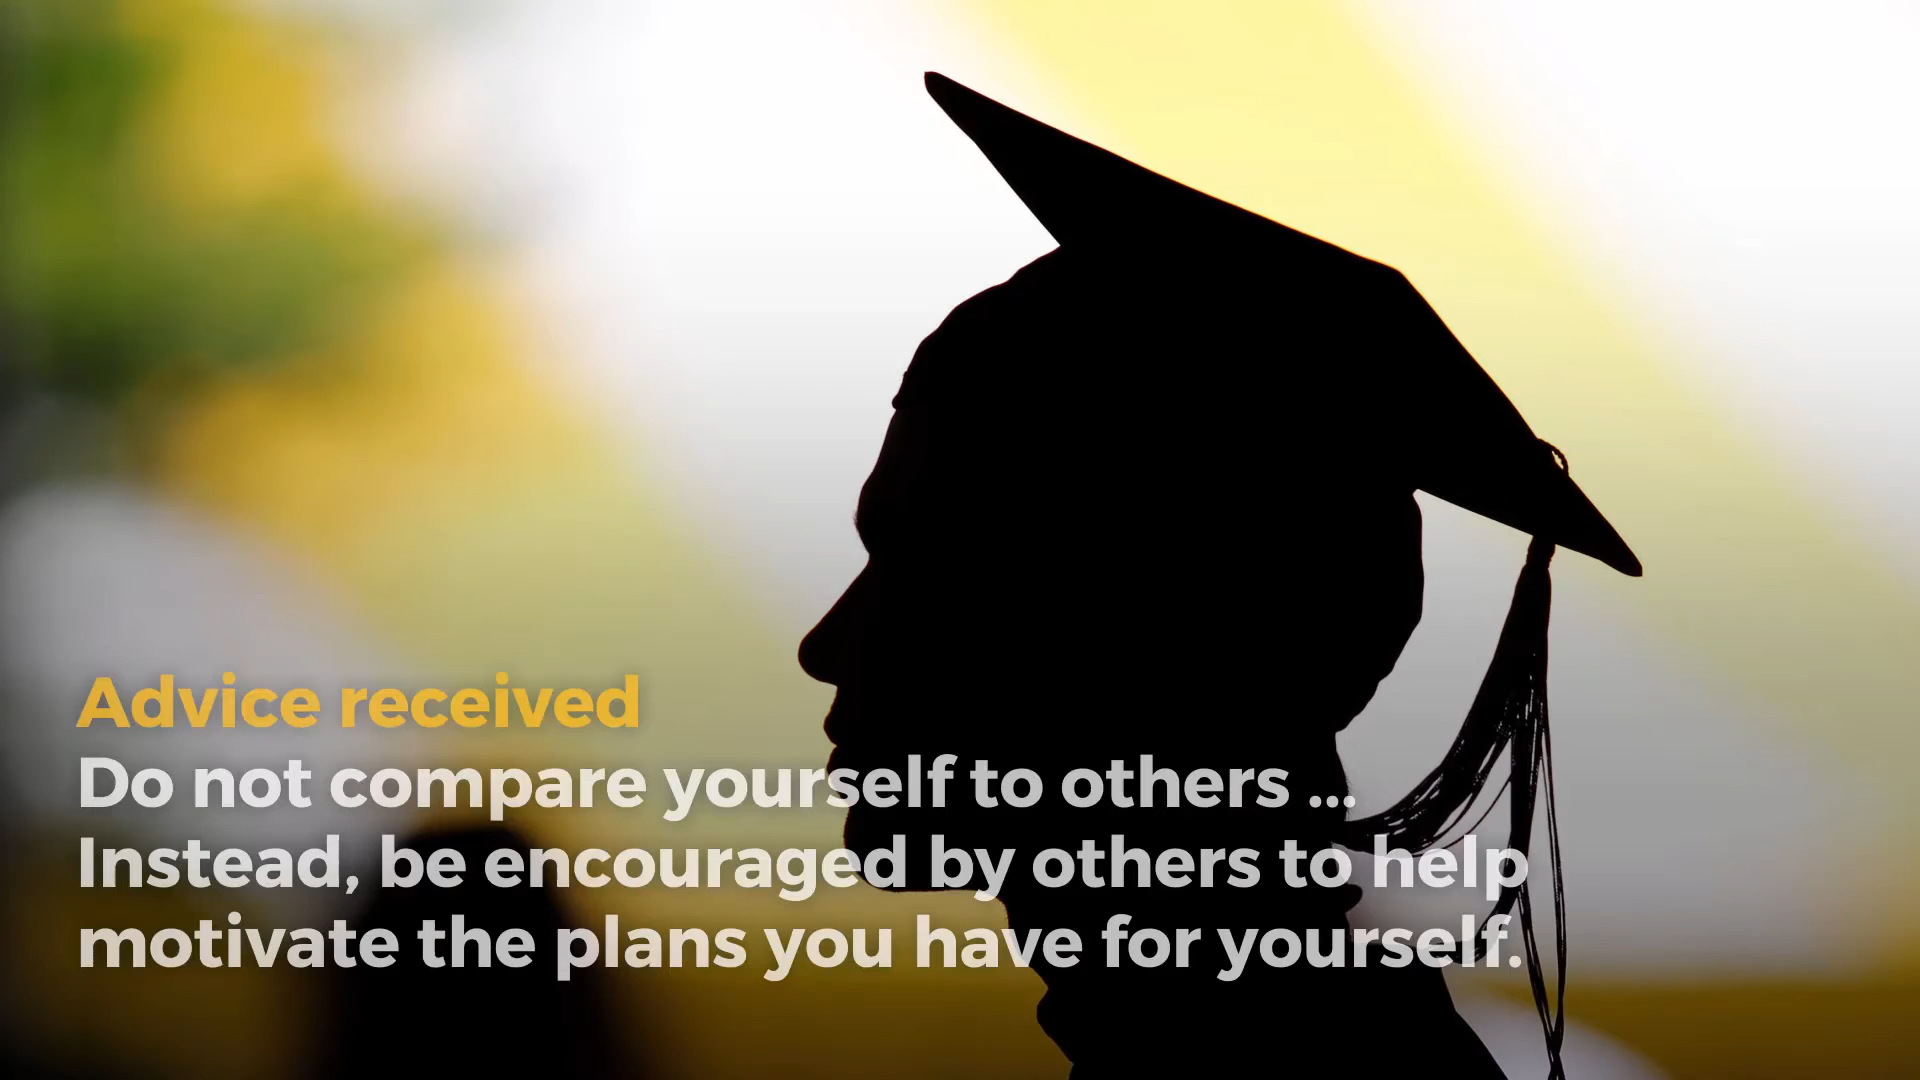 Advice received
Do not compare yourself to others ...
Instead, be encouraged by others to help
motivate the plans you have for yourself.